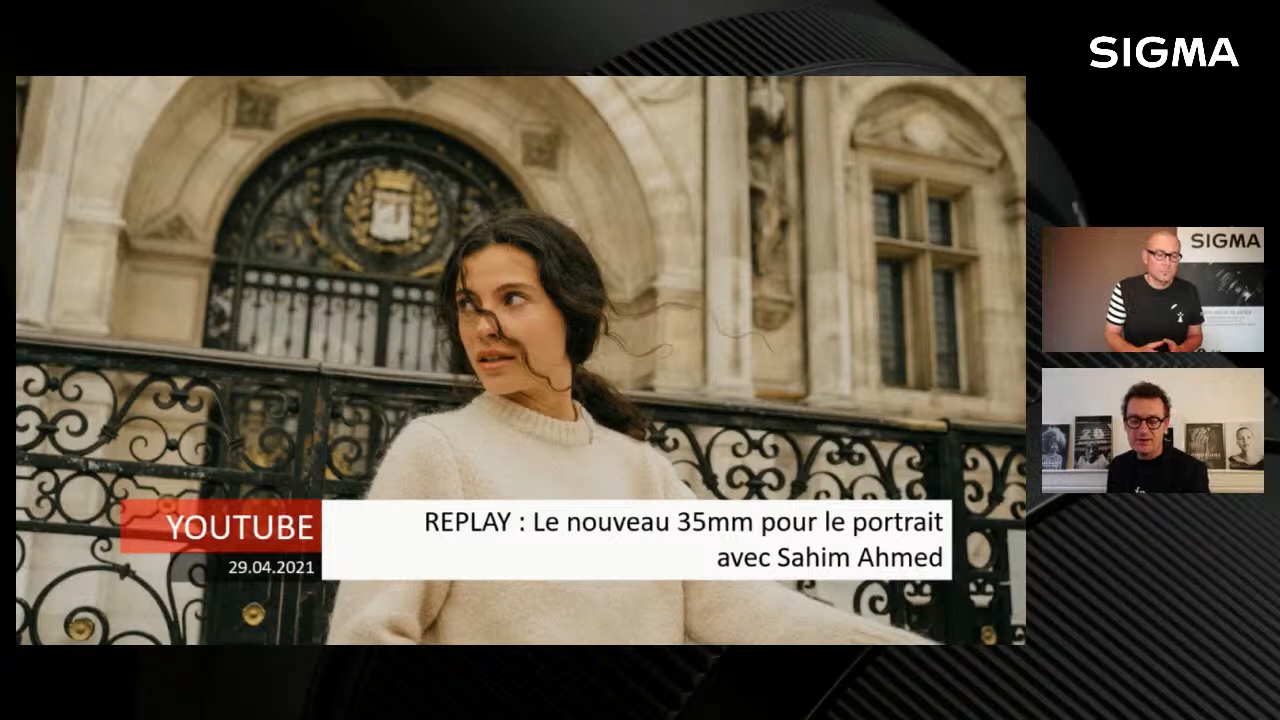 SIGMA
YOUTUBE
29.04.2021
REPLAY : Le nouveau 35mm pour le portrait
avec Sahim Ahmed
SIGMA